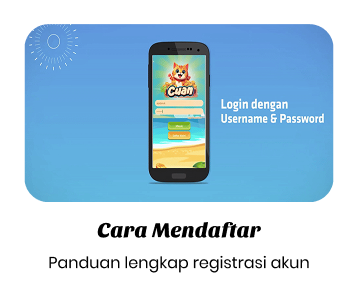 Cuan
Login dengan
Username & Password
Cara Mendaftar
Panduan lengkap registrasi akun